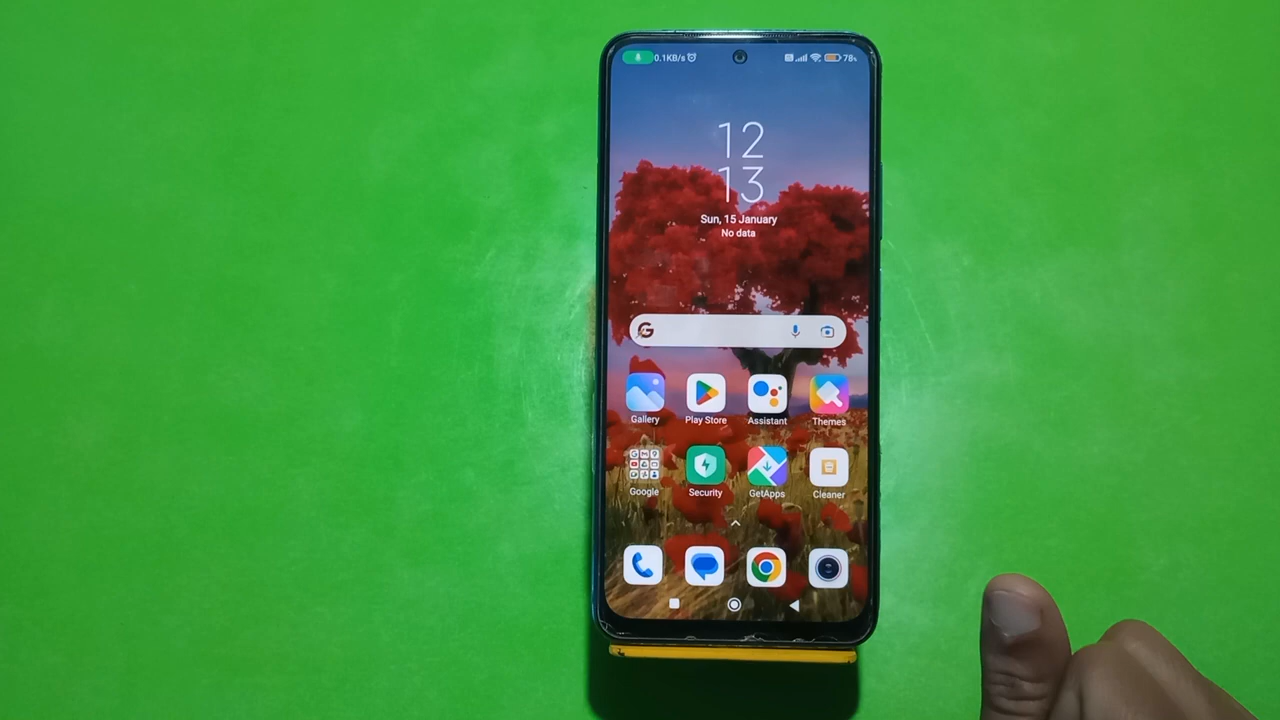 0.1KB/s 78%
12
13
Sun, 15 January
No data
Gallery Play Store Assistant Themes
Google Security GetApps Cleaner